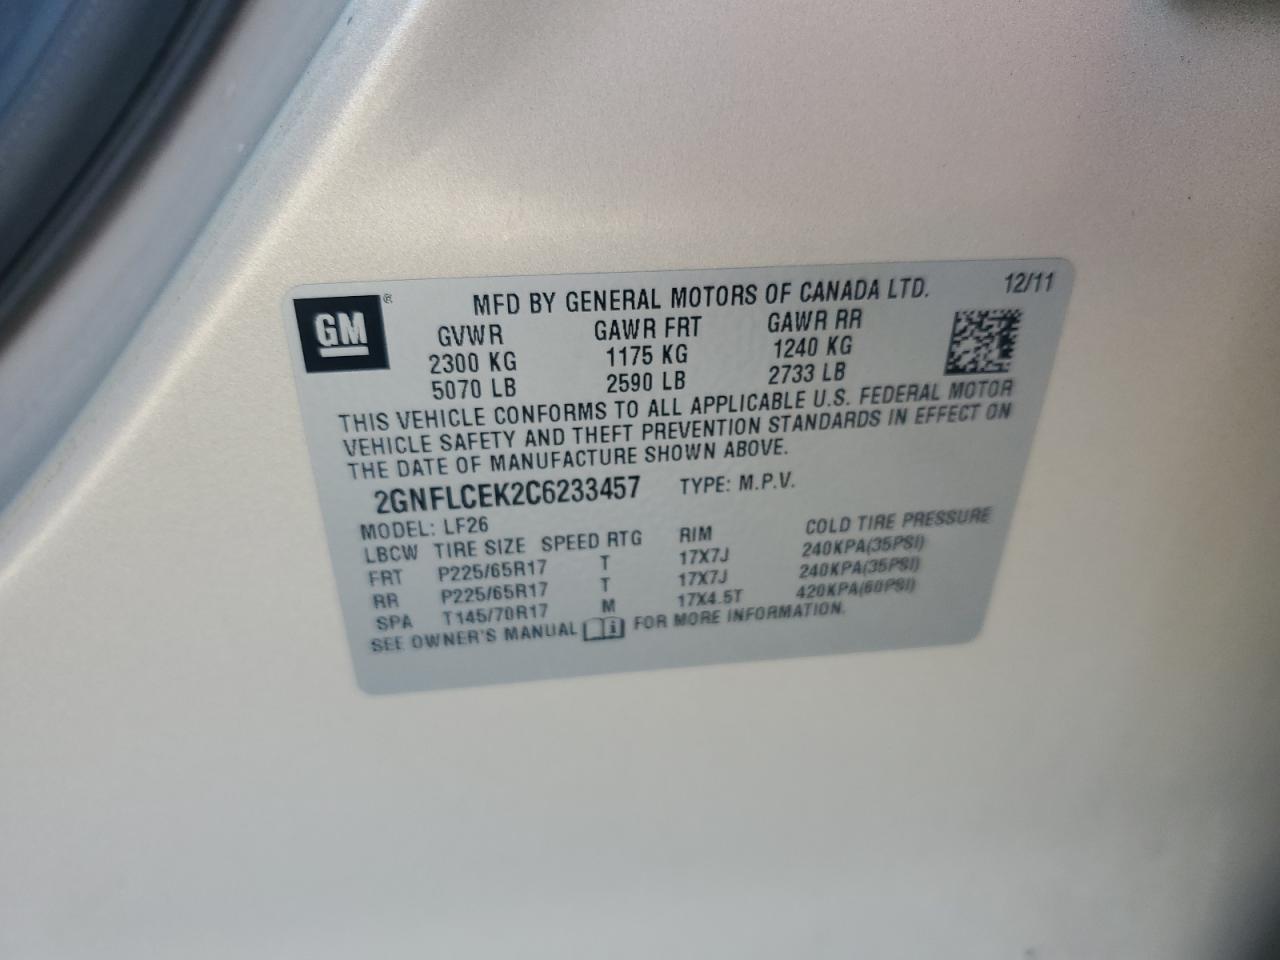 GM ®
MFD BY GENERAL MOTORS OF CANADA LTD. 12/11
GVWR GAWR FRT GAWR RR
2300 KG 1175 KG 1240 KG
5070 LB 2590 LB 2733 LB
THIS VEHICLE CONFORMS TO ALL APPLICABLE U.S. FEDERAL MOTOR
VEHICLE SAFETY AND THEFT PREVENTION STANDARDS IN EFFECT ON
THE DATE OF MANUFACTURE SHOWN ABOVE.
2GNFLCEK2C6233457 TYPE: M.P.V.
MODEL: LF26
LBCW TIRE SIZE SPEED RTG RIM COLD TIRE PRESSURE
FRT P225/65R17 T 17X7J 240KPA(35PSI)
RR P225/65R17 T 17X7J 240KPA(35PSI)
SPA T145/70R17 M 17X4.5T 420KPA(60PSI)
SEE OWNER'S MANUAL i FOR MORE INFORMATION.